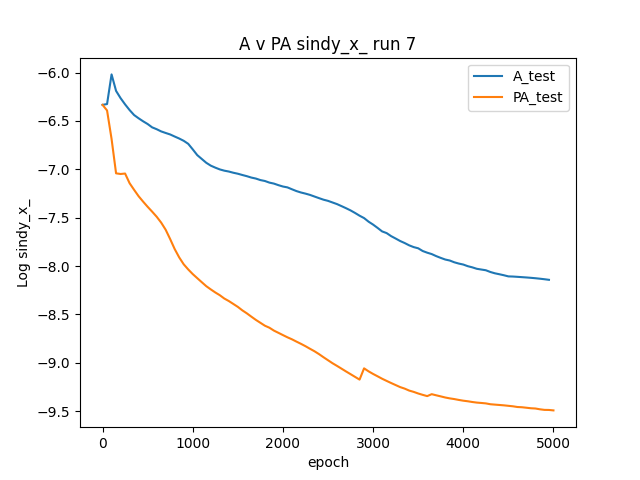 A v PA sindy_x_ run 7
A_test
PA_test
Log sindy_x_
−6.0
−6.5
−7.0
−7.5
−8.0
−8.5
−9.0
−9.5
0 1000 2000 3000 4000 5000
epoch